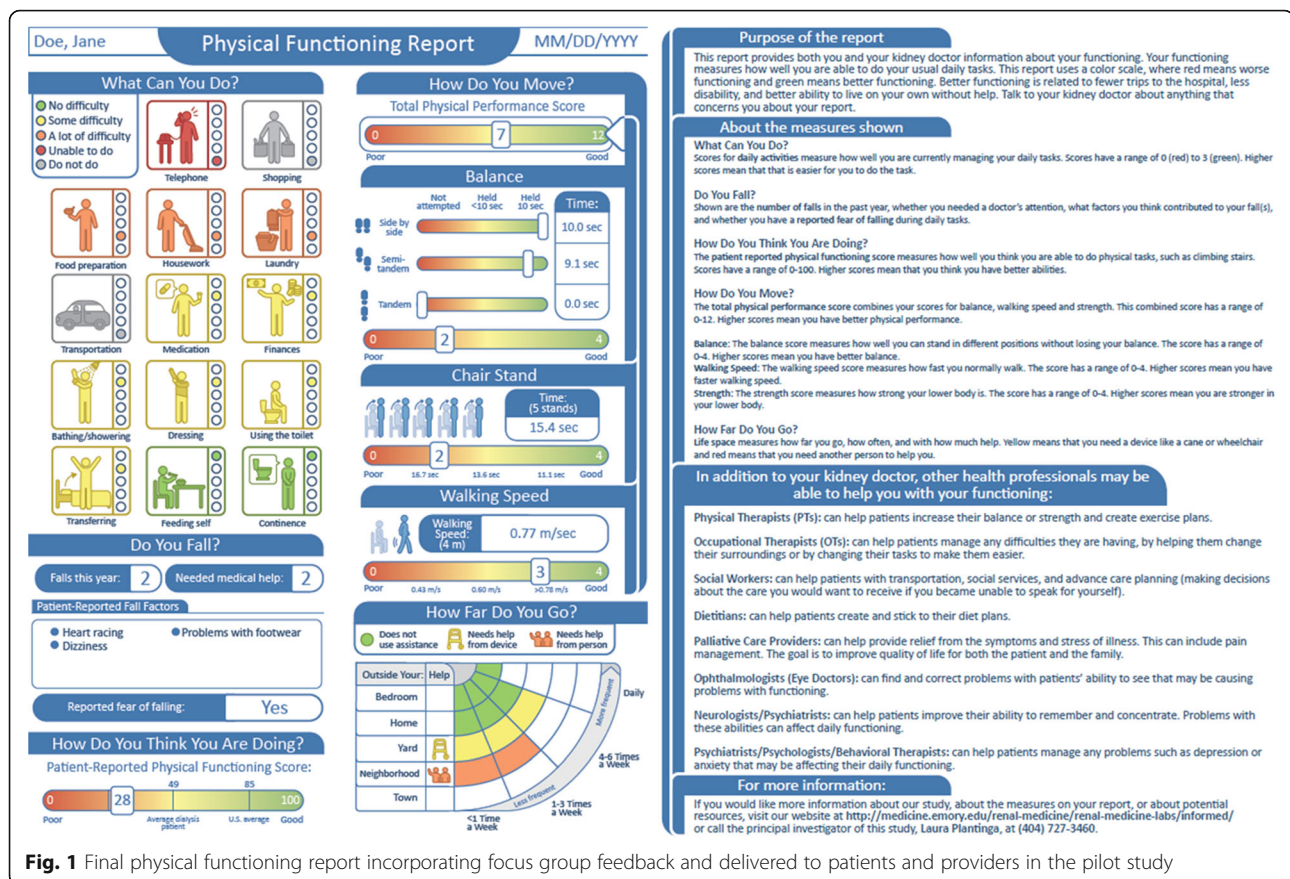 Doe, Jane
Physical Functioning Report
MM/DD/YYYY
What Can You Do?
No difficulty
Some difficulty
A lot of difficulty
Unable to do
Do not do
Telephone
Shopping
Food preparation
Housework
Laundry
Transportation
Medication
Finances
Bathing/showering
Dressing
Using the toilet
Transferring
Feeding self
Continence
Do You Fall?
Falls this year: 2
Needed medical help: 2
Patient-Reported Fall Factors
Heart racing
Problems with footwear
Dizziness
Reported fear of falling: Yes
How Do You Think You Are Doing?
Patient-Reported Physical Functioning Score:
49 85
0 28 100
Poor Average dialysis patient U.S. average Good
How Do You Move?
Total Physical Performance Score
0 7 12
Poor Good
Balance
Not attempted
Held <10 sec
Held 10 sec
Time:
Side by side
10.0 sec
Semi-tandem
9.1 sec
Tandem
0.0 sec
0 2 4
Poor Good
Chair Stand
Time: (5 stands)
15.4 sec
0 2 4
Poor 16.7 sec 13.6 sec 11.1 sec Good
Walking Speed
Walking Speed: (4 m)
0.77 m/sec
0 3 4
Poor 0.43 m/s 0.60 m/s >0.78 m/s Good
How Far Do You Go?
Does not use assistance
Needs help from device
Needs help from person
Outside Your: Help
Bedroom
Home
Yard
Neighborhood
Town
Daily
More frequent
4-6 Times a Week
Less frequent
1-3 Times a Week
<1 Time a Week
Purpose of the report
This report provides both you and your kidney doctor information about your functioning. Your functioning
measures how well you are able to do your usual daily tasks. This report uses a color scale, where red means worse
functioning and green means better functioning. Better functioning is related to fewer trips to the hospital, less
disability, and better ability to live on your own without help. Talk to your kidney doctor about anything that
concerns you about your report.
About the measures shown
What Can You Do?
Scores for daily activities measure how well you are currently managing your daily tasks. Scores have a range of 0 (red) to 3 (green). Higher
scores mean that that is easier for you to do the task.
Do You Fall?
Shown are the number of falls in the past year, whether you needed a doctor's attention, what factors you think contributed to your fall(s),
and whether you have a reported fear of falling during daily tasks.
How Do You Think You Are Doing?
The patient reported physical functioning score measures how well you think you are able to do physical tasks, such as climbing stairs.
Scores have a range of 0-100. Higher scores mean that you think you have better abilities.
How Do You Move?
The total physical performance score combines your scores for balance, walking speed and strength. This combined score has a range of
0-12. Higher scores mean you have better physical performance.
Balance: The balance score measures how well you can stand in different positions without losing your balance. The score has a range of
0-4. Higher scores mean you have better balance.
Walking Speed: The walking speed score measures how fast you normally walk. The score has a range of 0-4. Higher scores mean you have
faster walking speed.
Strength: The strength score measures how strong your lower body is. The score has a range of 0-4. Higher scores mean you are stronger in
your lower body.
How Far Do You Go?
Life space measures how far you go, how often, and with how much help. Yellow means that you need a device like a cane or wheelchair
and red means that you need another person to help you.
In addition to your kidney doctor, other health professionals may be
able to help you with your functioning:
Physical Therapists (PTs): can help patients increase their balance or strength and create exercise plans.
Occupational Therapists (OTs): can help patients manage any difficulties they are having, by helping them change
their surroundings or by changing their tasks to make them easier.
Social Workers: can help patients with transportation, social services, and advance care planning (making decisions
about the care you would want to receive if you became unable to speak for yourself).
Dietitians: can help patients create and stick to their diet plans.
Palliative Care Providers: can help provide relief from the symptoms and stress of illness. This can include pain
management. The goal is to improve quality of life for both the patient and the family.
Ophthalmologists (Eye Doctors): can find and correct problems with patients' ability to see that may be causing
problems with functioning.
Neurologists/Psychiatrists: can help patients improve their ability to remember and concentrate. Problems with
these abilities can affect daily functioning.
Psychiatrists/Psychologists/Behavioral Therapists: can help patients manage any problems such as depression or
anxiety that may be affecting their daily functioning.
For more information:
If you would like more information about our study, about the measures on your report, or about potential
resources, visit our website at http://medicine.emory.edu/renal-medicine/renal-medicine-labs/informed/
or call the principal investigator of this study, Laura Plantinga, at (404) 727-3460.
Fig. 1 Final physical functioning report incorporating focus group feedback and delivered to patients and providers in the pilot study